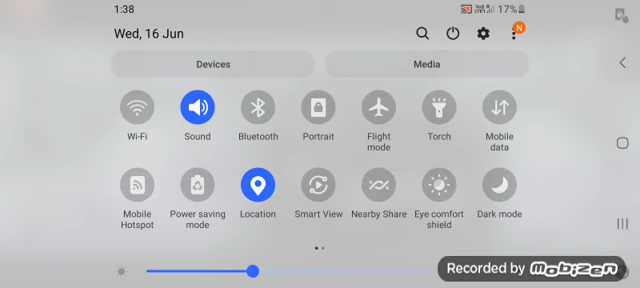 1:38
17%
Wed, 16 Jun
N
Devices
Media
Wi-Fi
Sound
Bluetooth
Portrait
Flight
mode
Torch
Mobile
data
Mobile
Hotspot
Power saving
mode
Location
Smart View
Nearby Share
Eye comfort
shield
Dark mode
Recorded by MOBIZEN